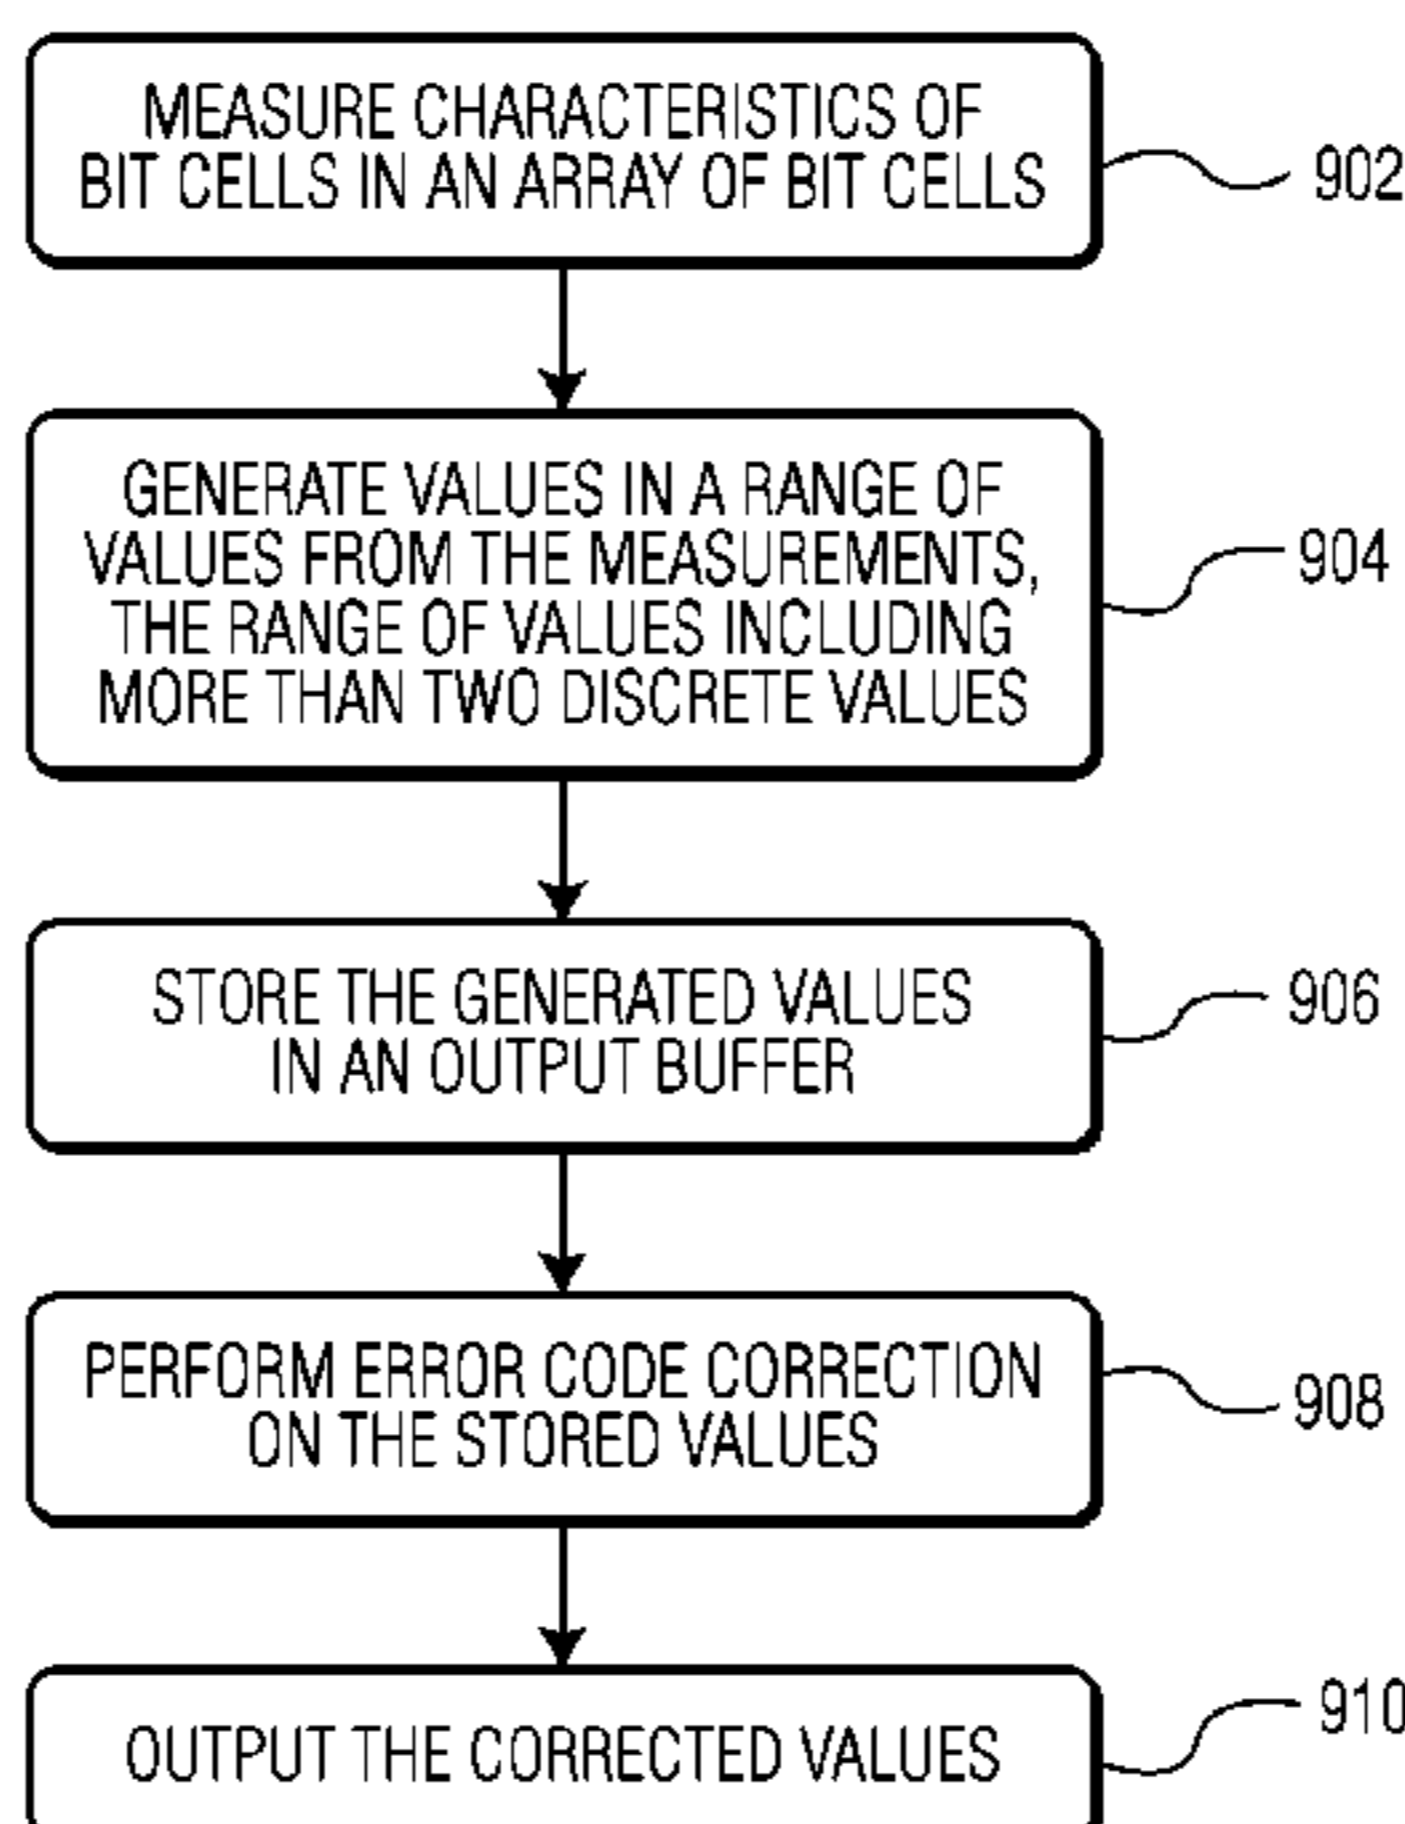 MEASURE CHARACTERISTICS OF
BIT CELLS IN AN ARRAY OF BIT CELLS
902
GENERATE VALUES IN A RANGE OF
VALUES FROM THE MEASUREMENTS,
THE RANGE OF VALUES INCLUDING
MORE THAN TWO DISCRETE VALUES
904
STORE THE GENERATED VALUES
IN AN OUTPUT BUFFER
906
PERFORM ERROR CODE CORRECTION
ON THE STORED VALUES
908
OUTPUT THE CORRECTED VALUES
910